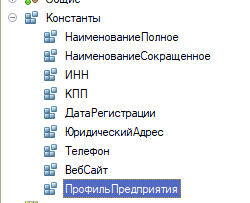 Общие
Константы
НаименованиеПолное
НаименованиеСокращенное
ИНН
КПП
ДатаРегистрации
ЮридическийАдрес
Телефон
ВебСайт
ПрофильПредприятия